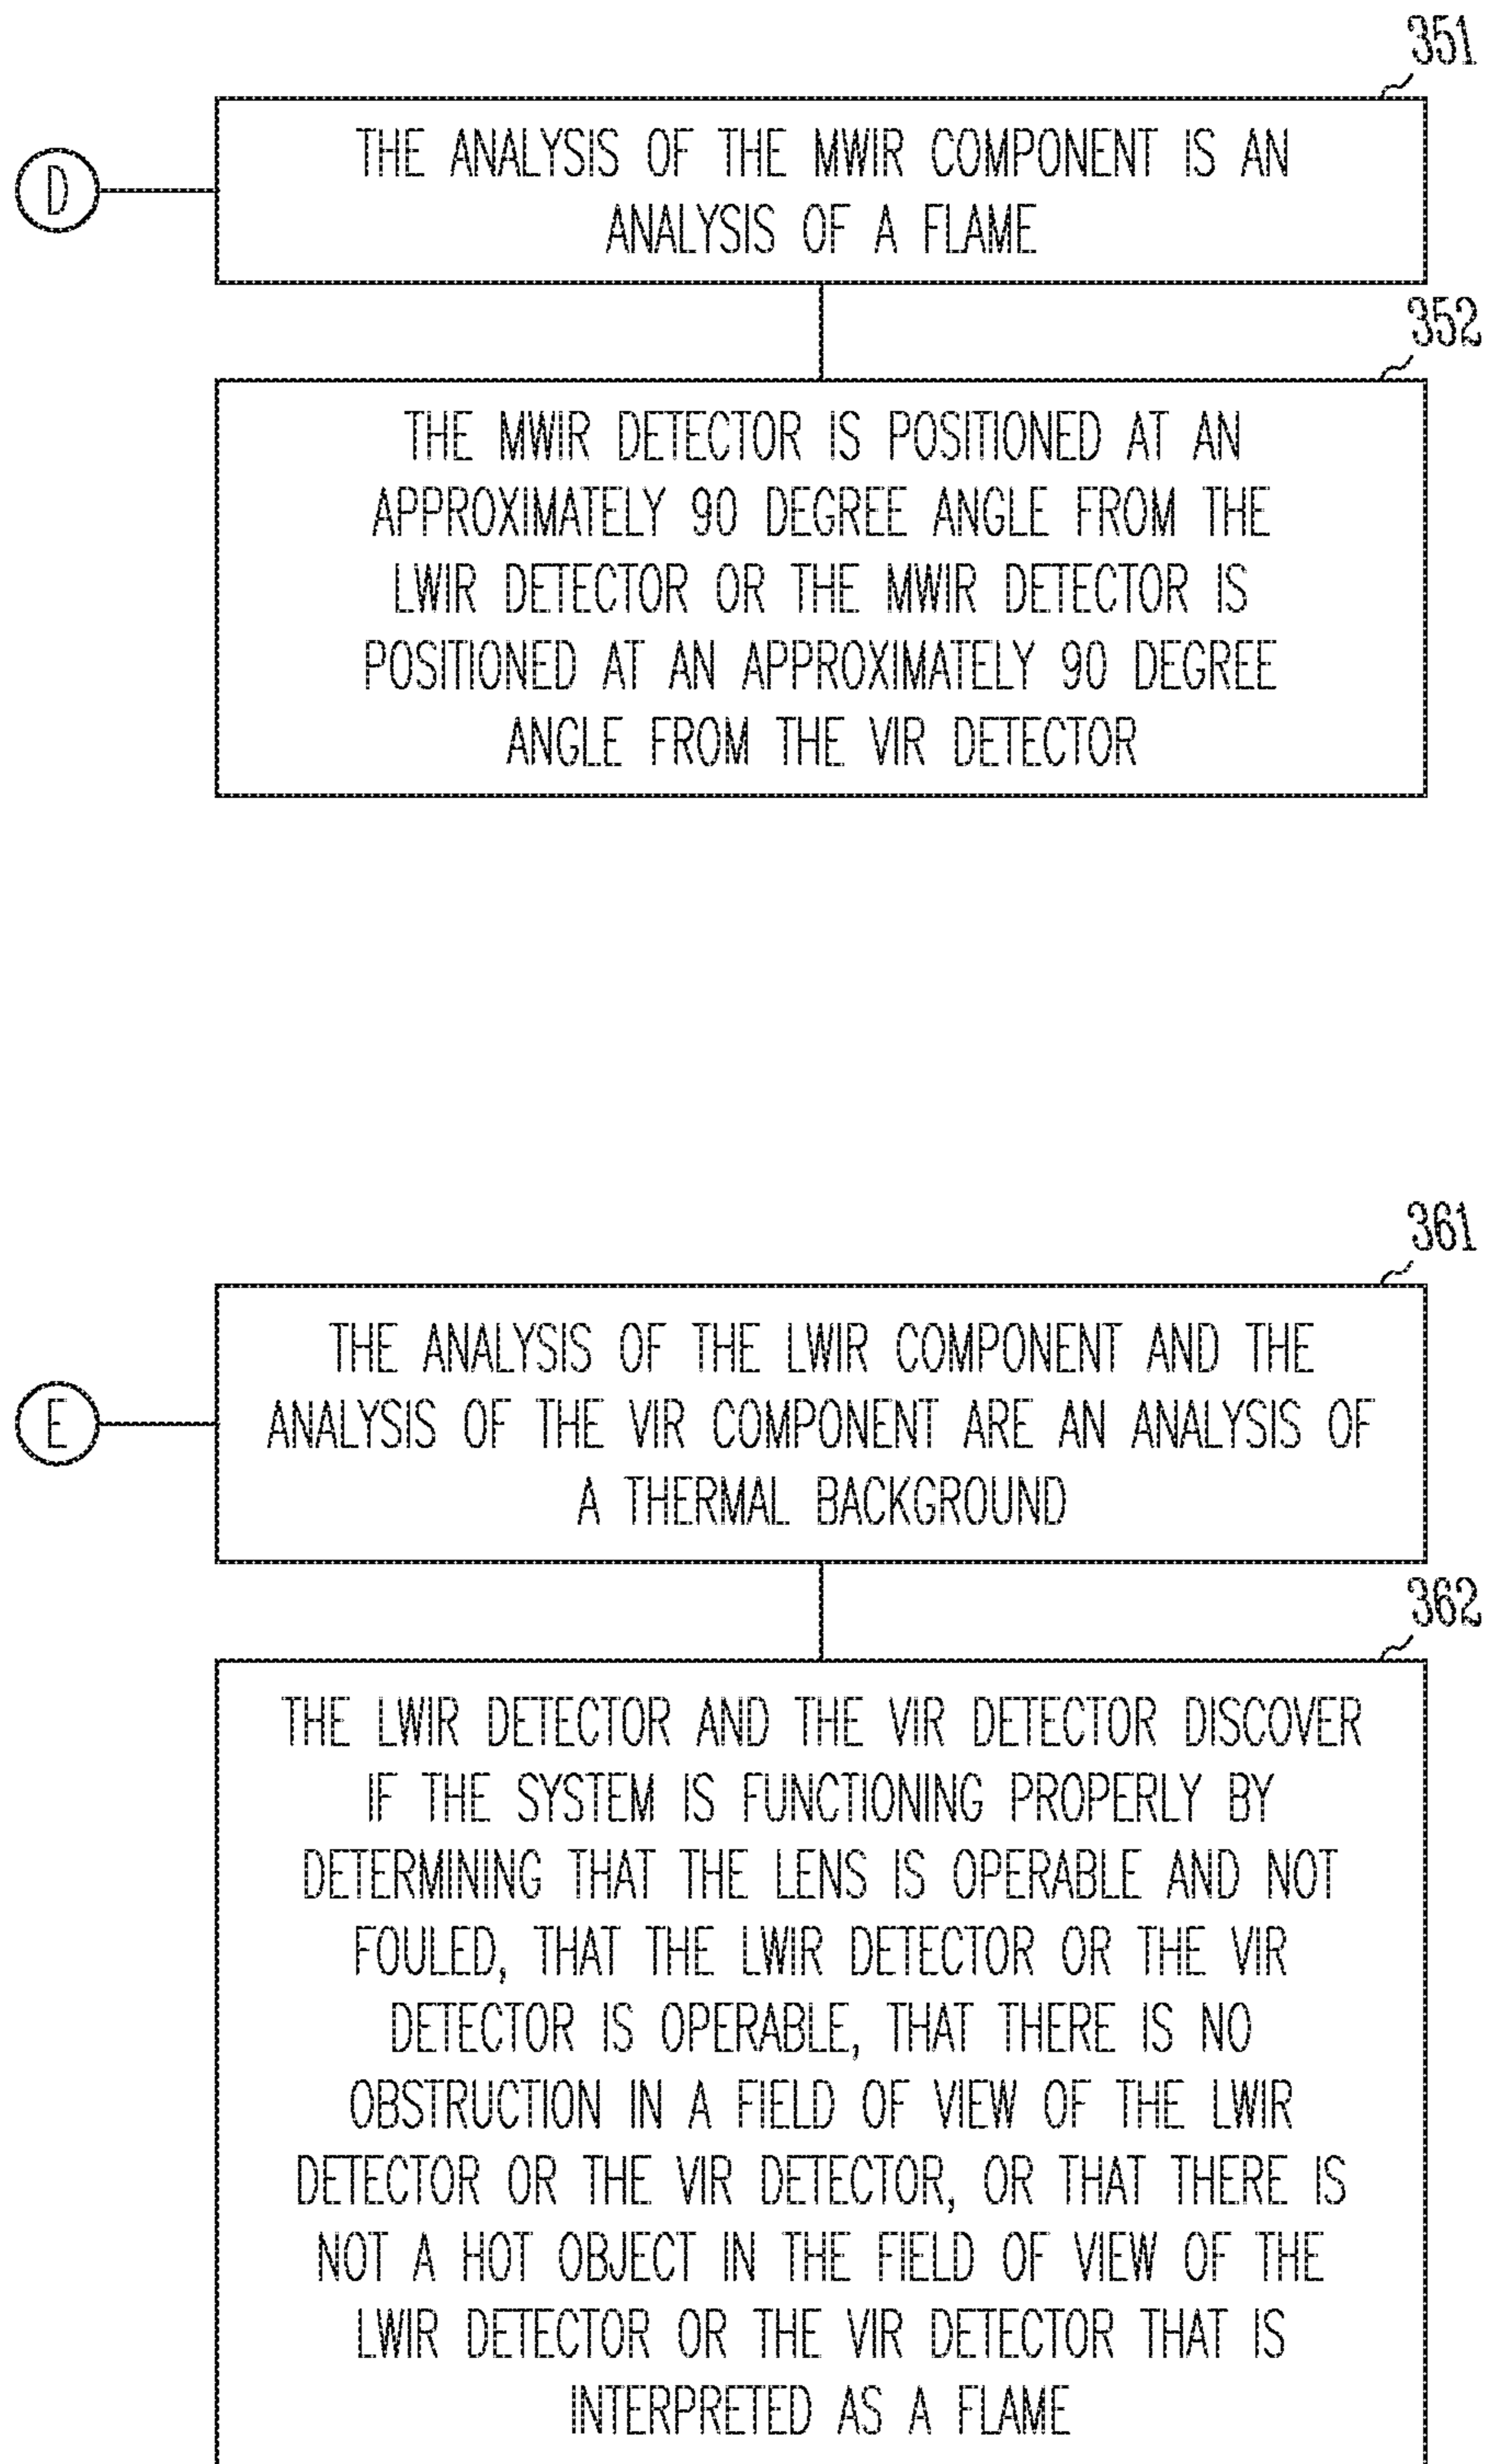 351
THE ANALYSIS OF THE MWIR COMPONENT IS AN
D
ANALYSIS OF A FLAME
352
THE MWIR DETECTOR IS POSITIONED AT AN
APPROXIMATELY 90 DEGREE ANGLE FROM THE
LWIR DETECTOR OR THE MWIR DETECTOR IS
POSITIONED AT AN APPROXIMATELY 90 DEGREE
ANGLE FROM THE VIR DETECTOR
361
THE ANALYSIS OF THE LWIR COMPONENT AND THE
E
ANALYSIS OF THE VIR COMPONENT ARE AN ANALYSIS OF
A THERMAL BACKGROUND
362
THE LWIR DETECTOR AND THE VIR DETECTOR DISCOVER
IF THE SYSTEM IS FUNCTIONING PROPERLY BY
DETERMINING THAT THE LENS IS OPERABLE AND NOT
FOULED, THAT THE LWIR DETECTOR OR THE VIR
DETECTOR IS OPERABLE, THAT THERE IS NO
OBSTRUCTION IN A FIELD OF VIEW OF THE LWIR
DETECTOR OR THE VIR DETECTOR, OR THAT THERE IS
NOT A HOT OBJECT IN THE FIELD OF VIEW OF THE
LWIR DETECTOR OR THE VIR DETECTOR THAT IS
INTERPRETED AS A FLAME